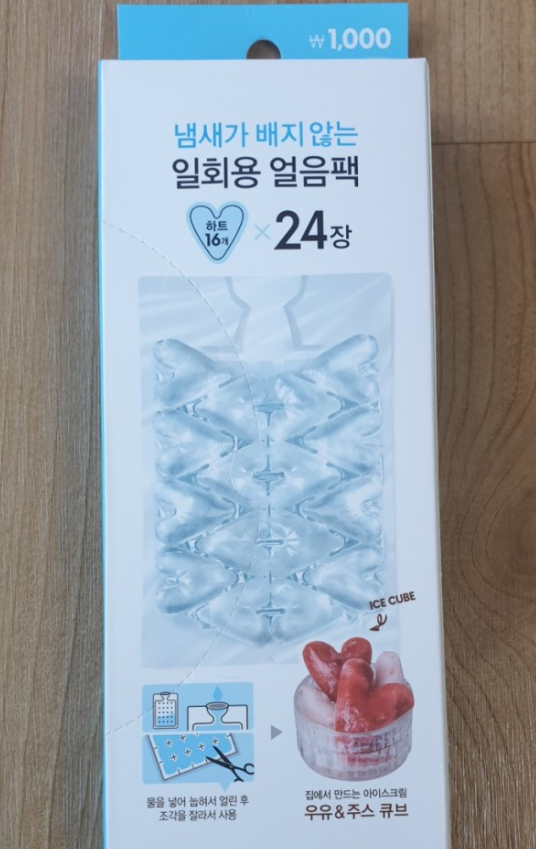 ₩1,000
냄새가 배지 않는
일회용 얼음팩
하트
16개
× 24장
ICE CUBE
물을 넣어 눕혀서 얼린 후
조각을 잘라서 사용
집에서 만드는 아이스크림
우유&주스 큐브